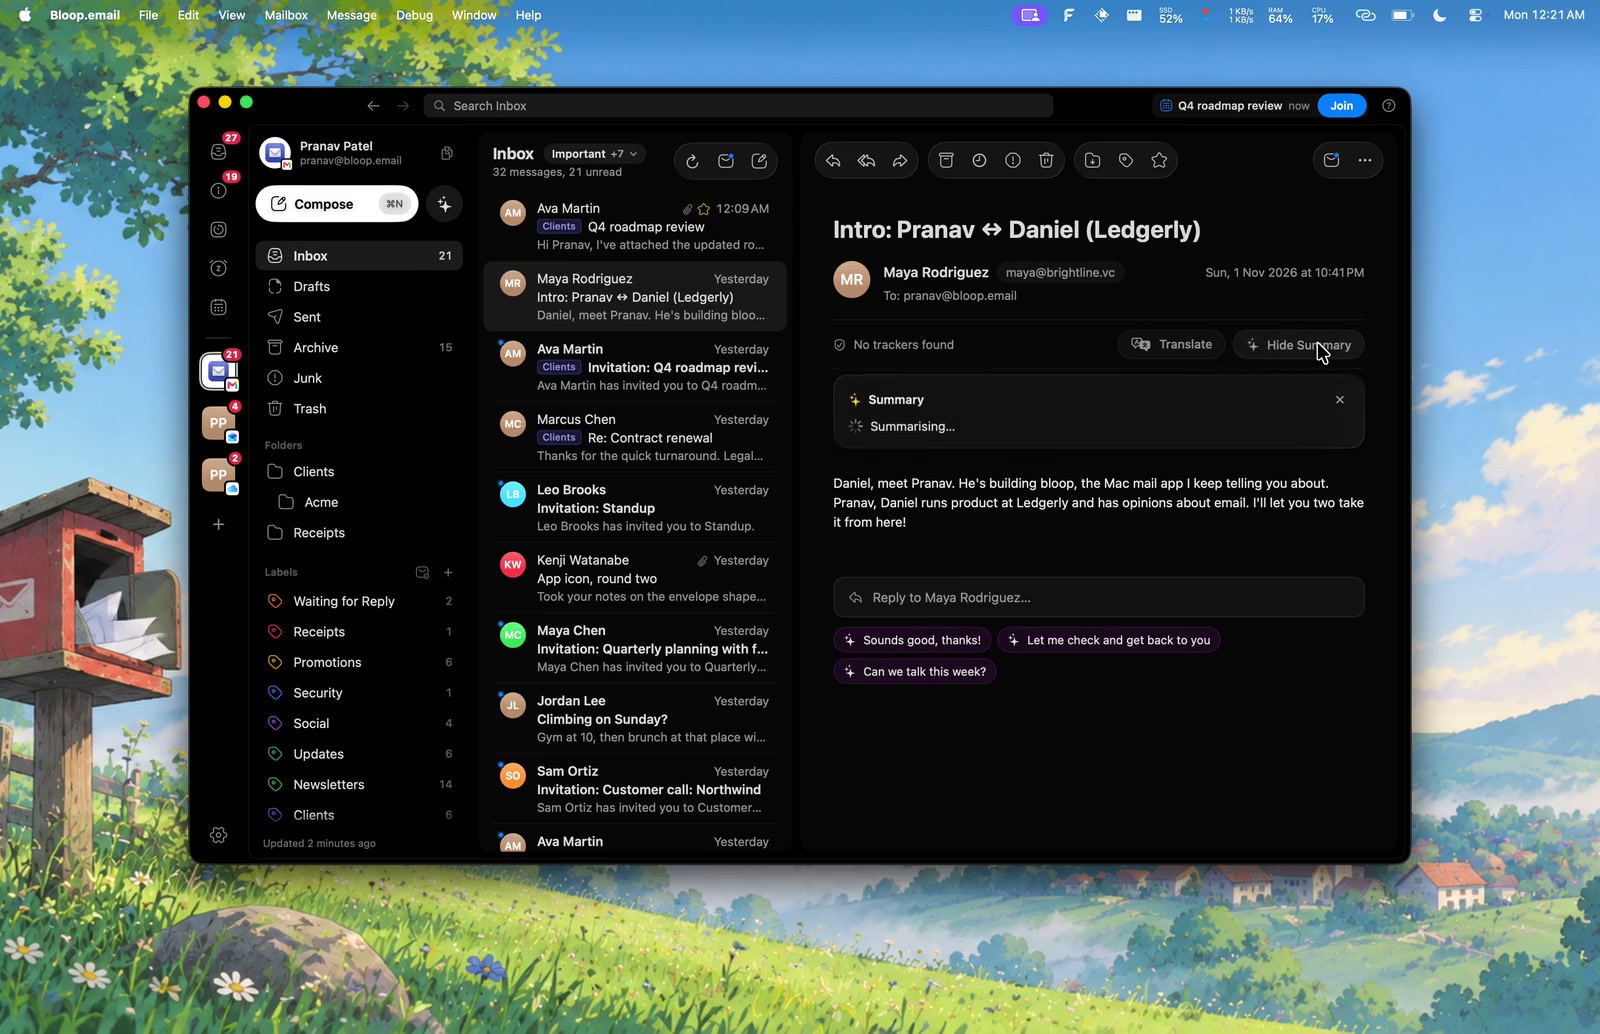 Bloop.email File Edit View Mailbox Message Debug Window Help
SSD 52% 1 KB/s 1 KB/s RAM 64% CPU 17% Mon 12:21 AM
Search Inbox
Q4 roadmap review now Join
27
19
21
4
PP
2
PP
Pranav Patel
pranav@bloop.email
Compose ⌘N
Inbox 21
Drafts
Sent
Archive 15
Junk
Trash
Folders
Clients
Acme
Receipts
Labels
Waiting for Reply 2
Receipts 1
Promotions 6
Security 1
Social 4
Updates 6
Newsletters 14
Clients 6
Updated 2 minutes ago
Inbox Important +7
32 messages, 21 unread
AM Ava Martin 12:09 AM
Clients Q4 roadmap review
Hi Pranav, I've attached the updated ro...
MR Maya Rodriguez Yesterday
Intro: Pranav ↔ Daniel (Ledgerly)
Daniel, meet Pranav. He's building bloo...
AM Ava Martin Yesterday
Clients Invitation: Q4 roadmap revi...
Ava Martin has invited you to Q4 roadm...
MC Marcus Chen Yesterday
Clients Re: Contract renewal
Thanks for the quick turnaround. Legal...
LB Leo Brooks Yesterday
Invitation: Standup
Leo Brooks has invited you to Standup.
KW Kenji Watanabe Yesterday
App icon, round two
Took your notes on the envelope shape...
MC Maya Chen Yesterday
Invitation: Quarterly planning with f...
Maya Chen has invited you to Quarterly...
JL Jordan Lee Yesterday
Climbing on Sunday?
Gym at 10, then brunch at that place wi...
SO Sam Ortiz Yesterday
Invitation: Customer call: Northwind
Sam Ortiz has invited you to Customer...
AM Ava Martin Yesterday
Intro: Pranav ↔ Daniel (Ledgerly)
MR Maya Rodriguez maya@brightline.vc Sun, 1 Nov 2026 at 10:41 PM
To: pranav@bloop.email
No trackers found Translate Hide Summary
Summary
Summarising...
Daniel, meet Pranav. He's building bloop, the Mac mail app I keep telling you about.
Pranav, Daniel runs product at Ledgerly and has opinions about email. I'll let you two take
it from here!
Reply to Maya Rodriguez...
Sounds good, thanks! Let me check and get back to you
Can we talk this week?